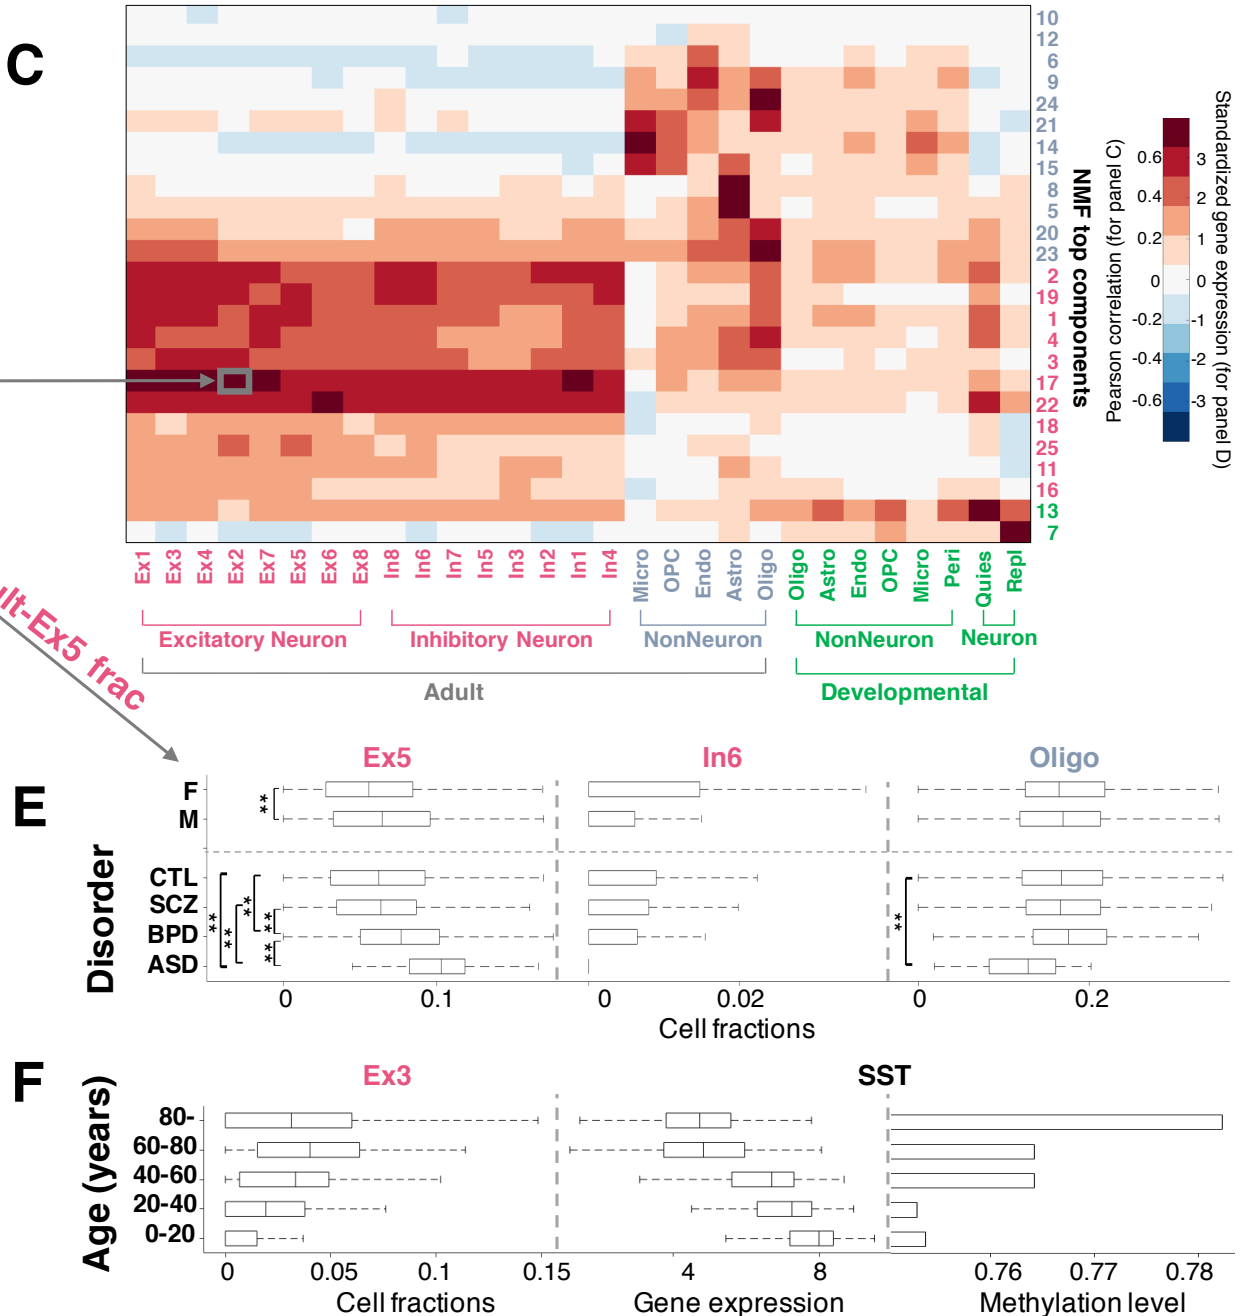 C
10
12
6
9
24
21
14
15
8
5
20
23
2
19
1
4
3
17
22
18
25
11
16
13
7
NMF top components
Pearson correlation (for panel C)
0.6
0.4
0.2
0
-0.2
-0.4
-0.6
3
2
1
0
-1
-2
-3
Standardized gene expression (for panel D)
Ex1 Ex3 Ex4 Ex2 Ex7 Ex5 Ex6 Ex8 In8 In6 In7 In5 In3 In2 In1 In4 Micro OPC Endo Astro Oligo Oligo Astro Endo OPC Micro Peri Quies Repl
Excitatory Neuron Inhibitory Neuron NonNeuron NonNeuron Neuron
Adult Developmental
lt-Ex5 frac
E
Ex5 In6 Oligo
Disorder
F
M
CTL
SCZ
BPD
ASD
**
**
**
**
**
**
**
0 0.1 0 0.02 0 0.2
Cell fractions
F
Ex3 SST
Age (years)
80-
60-80
40-60
20-40
0-20
0 0.05 0.1 0.15 4 8 0.76 0.77 0.78
Cell fractions Gene expression Methylation level